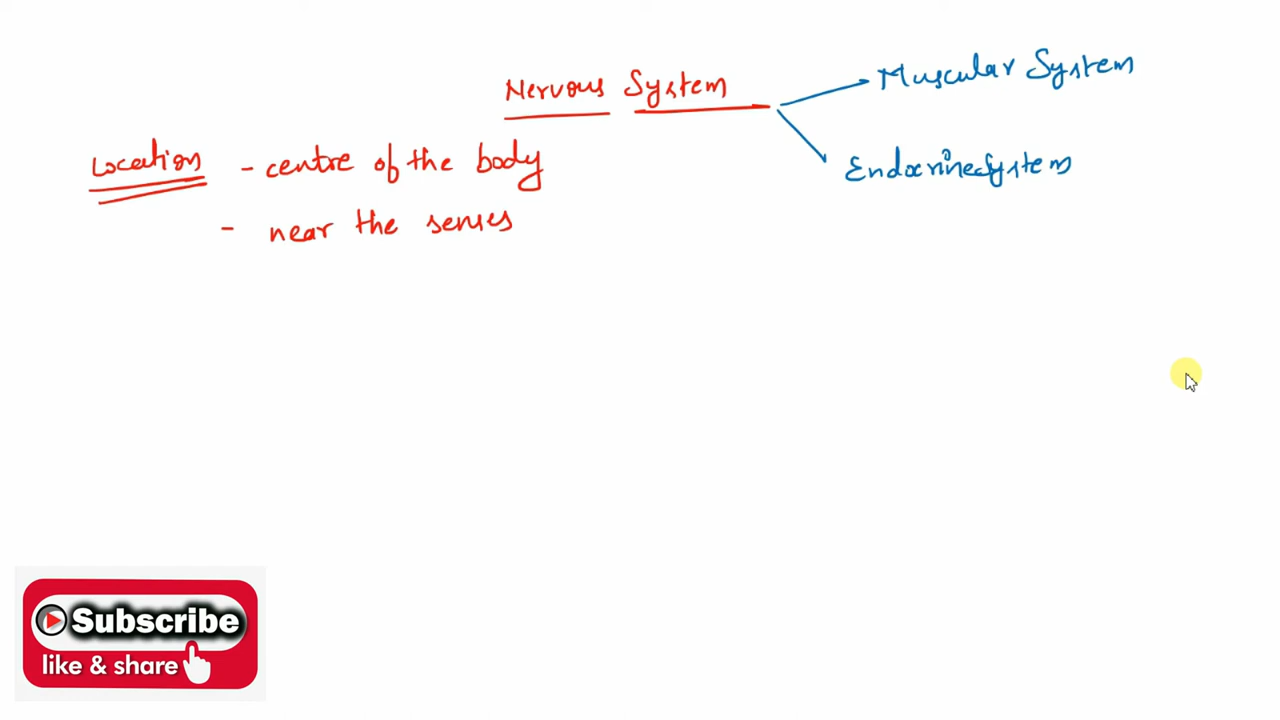 Nervous System
Muscular System
Endocrine System
Location - centre of the body
- near the senses
Subscribe
like & share